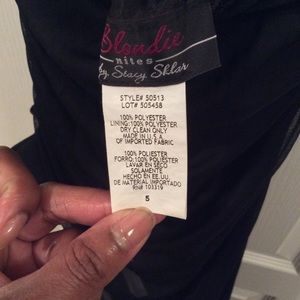 Blondie
nites
by, Stacy Sklar
STYLE# 50513
LOT# 505458
100% POLYESTER
LINING:100% POLYESTER
DRY CLEAN ONLY
MADE IN U.S.A.
OF IMPORTED FABRIC
100% POLIESTER
FORRO:100% POLIESTER
LAVAR EN SECO
SOLAMENTE
HECHO EN EE.UU.
DE MATERIAL IMPORTADO
RN# 103319
5